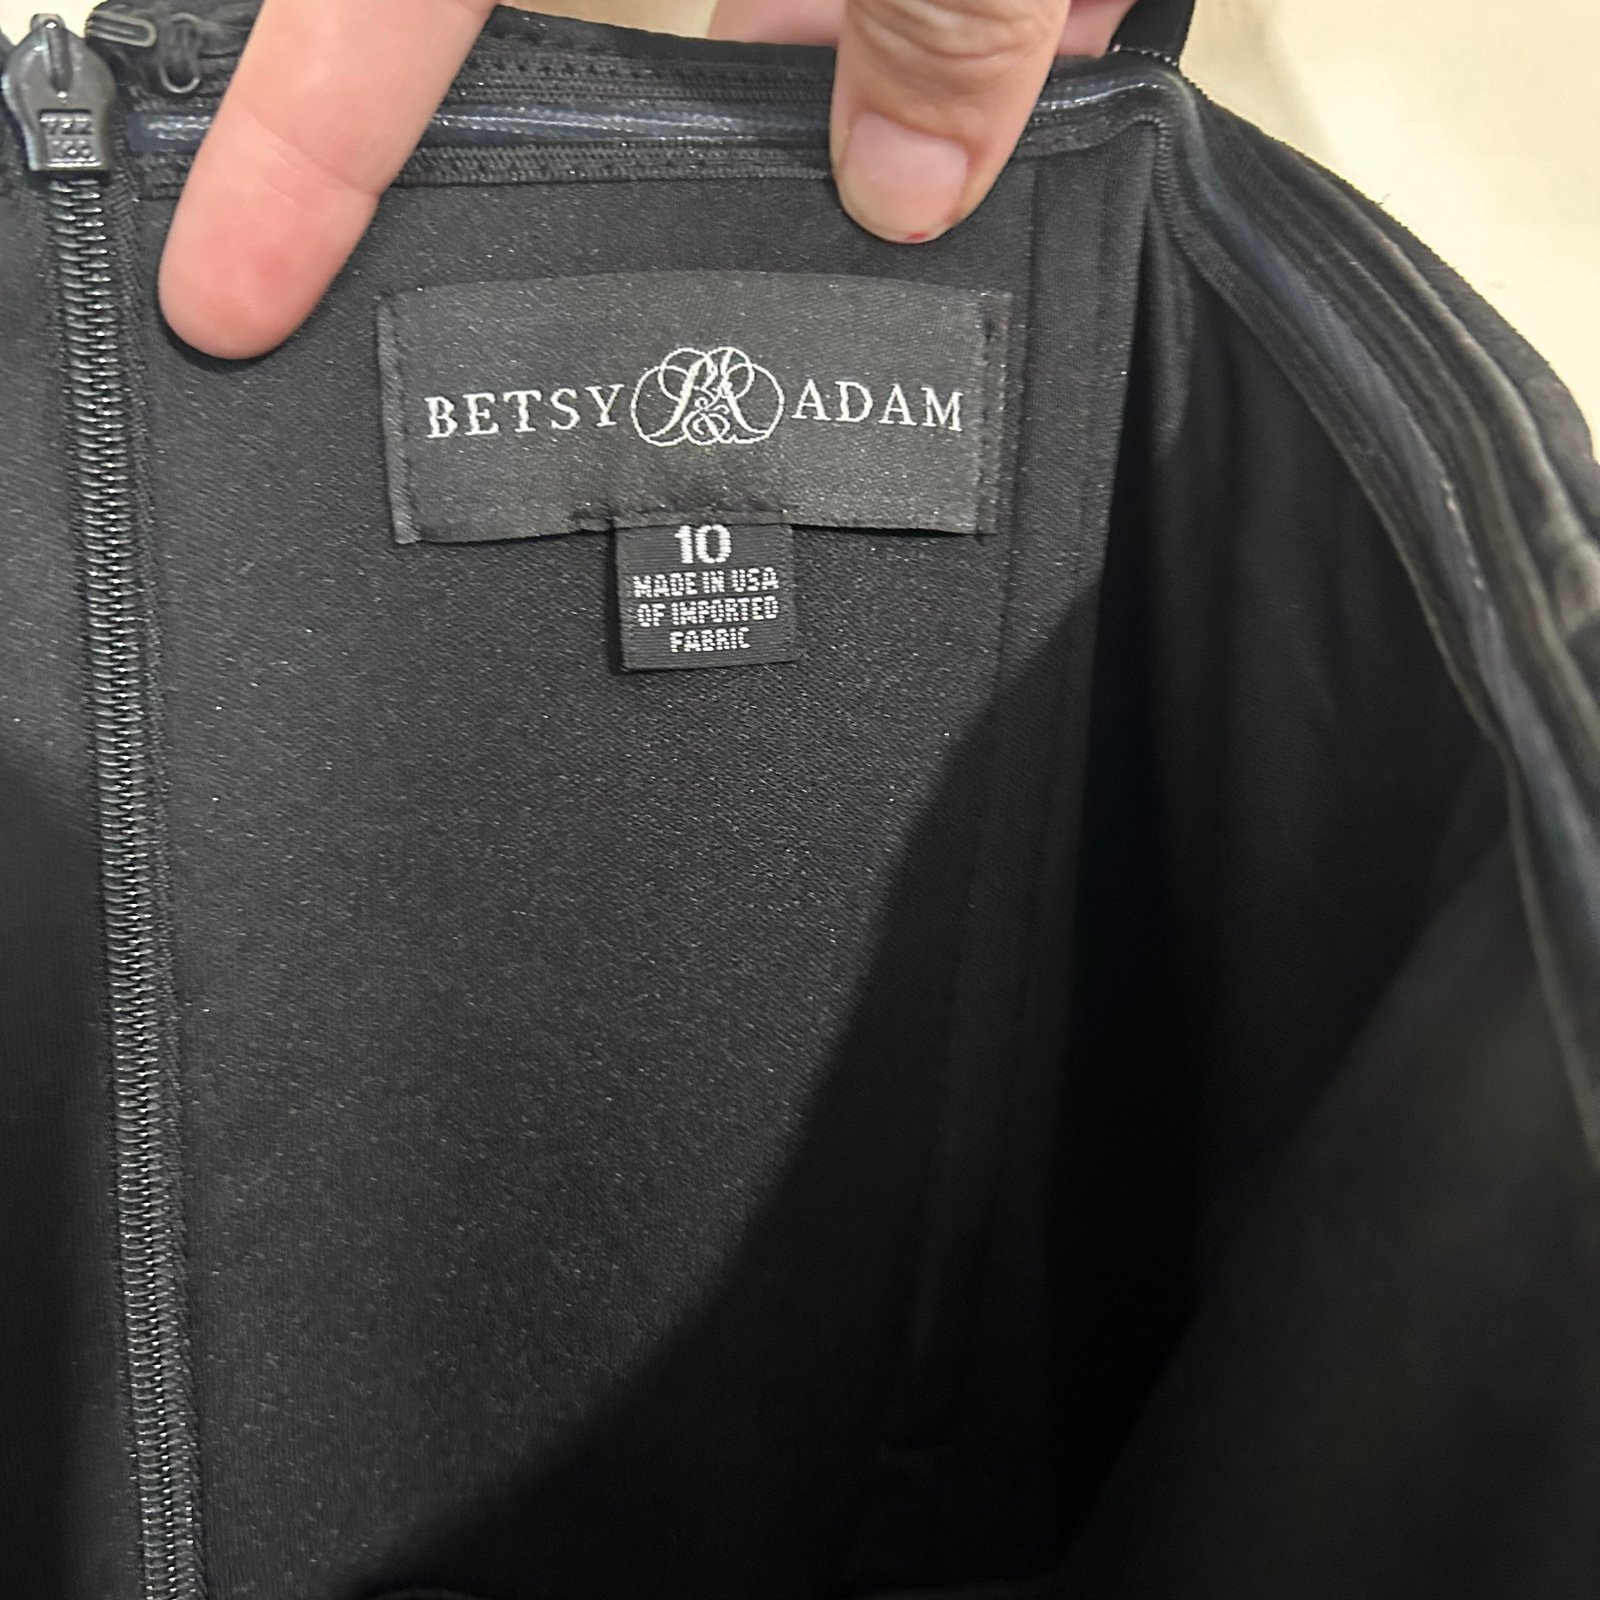 BETSY B&A ADAM
10
MADE IN USA
OF IMPORTED
FABRIC